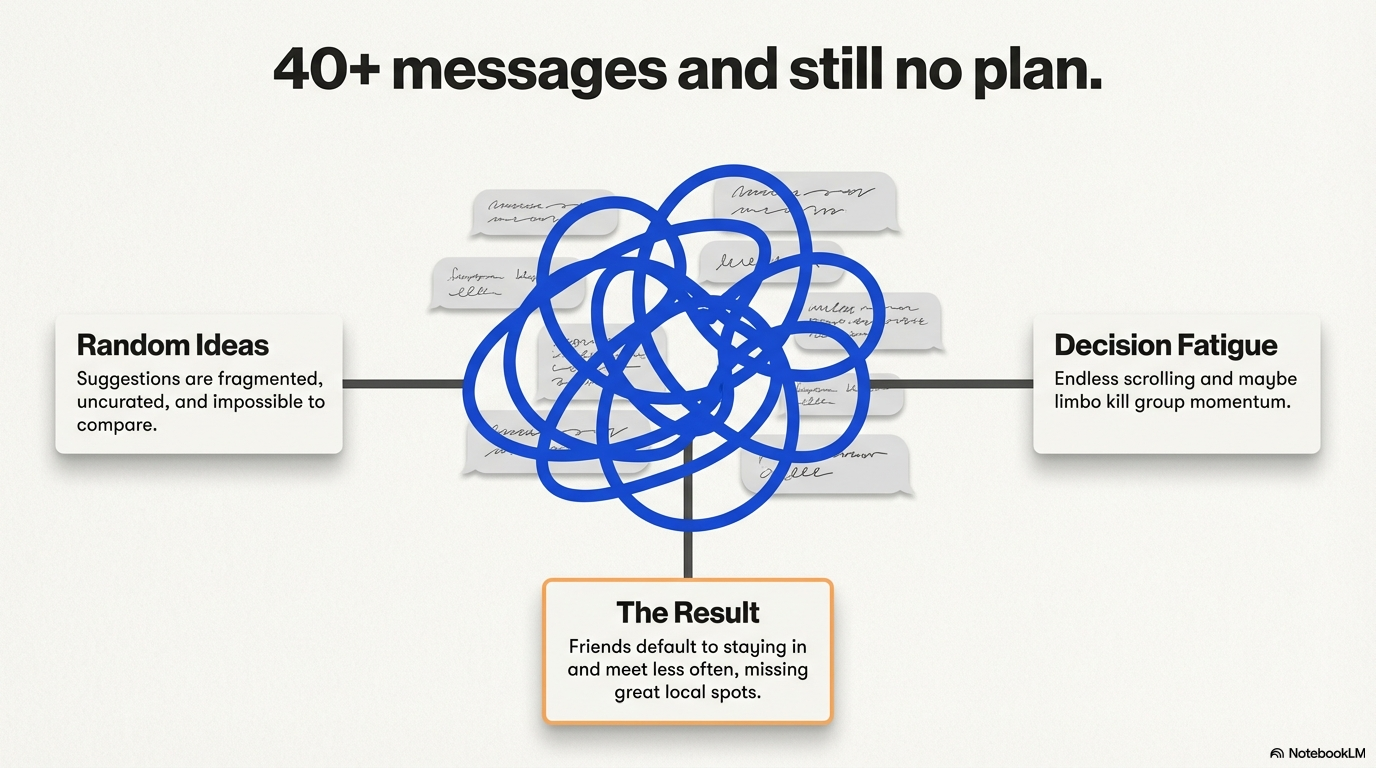 40+ messages and still no plan.
Random Ideas
Suggestions are fragmented,
uncurated, and impossible to
compare.
Decision Fatigue
Endless scrolling and maybe
limbo kill group momentum.
The Result
Friends default to staying in
and meet less often, missing
great local spots.
NotebookLM